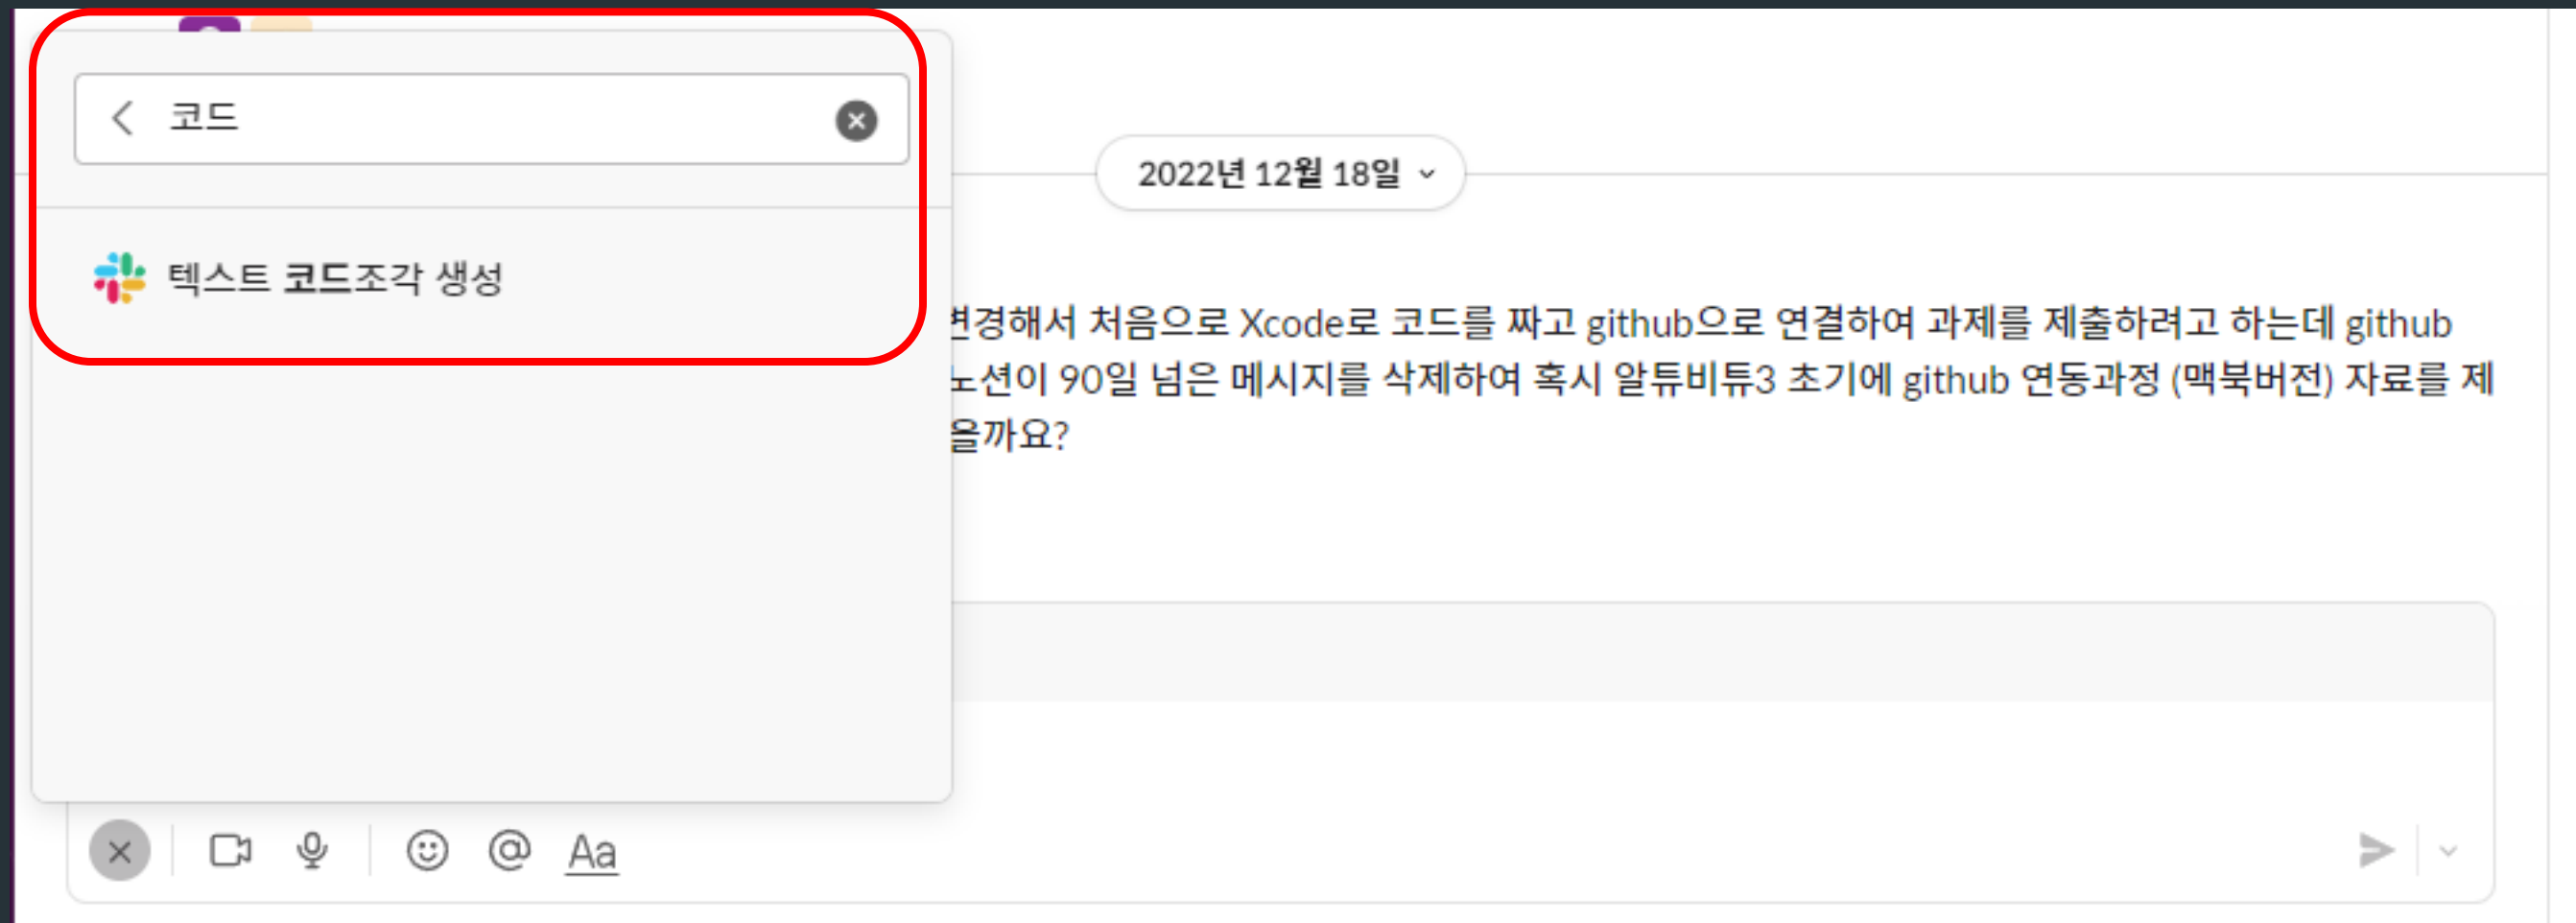 코드
2022년 12월 18일
텍스트 코드조각 생성
변경해서 처음으로 Xcode로 코드를 짜고 github으로 연결하여 과제를 제출하려고 하는데 github
노션이 90일 넘은 메시지를 삭제하여 혹시 알튜비튜3 초기에 github 연동과정 (맥북버전) 자료를 제
을까요?
Aa